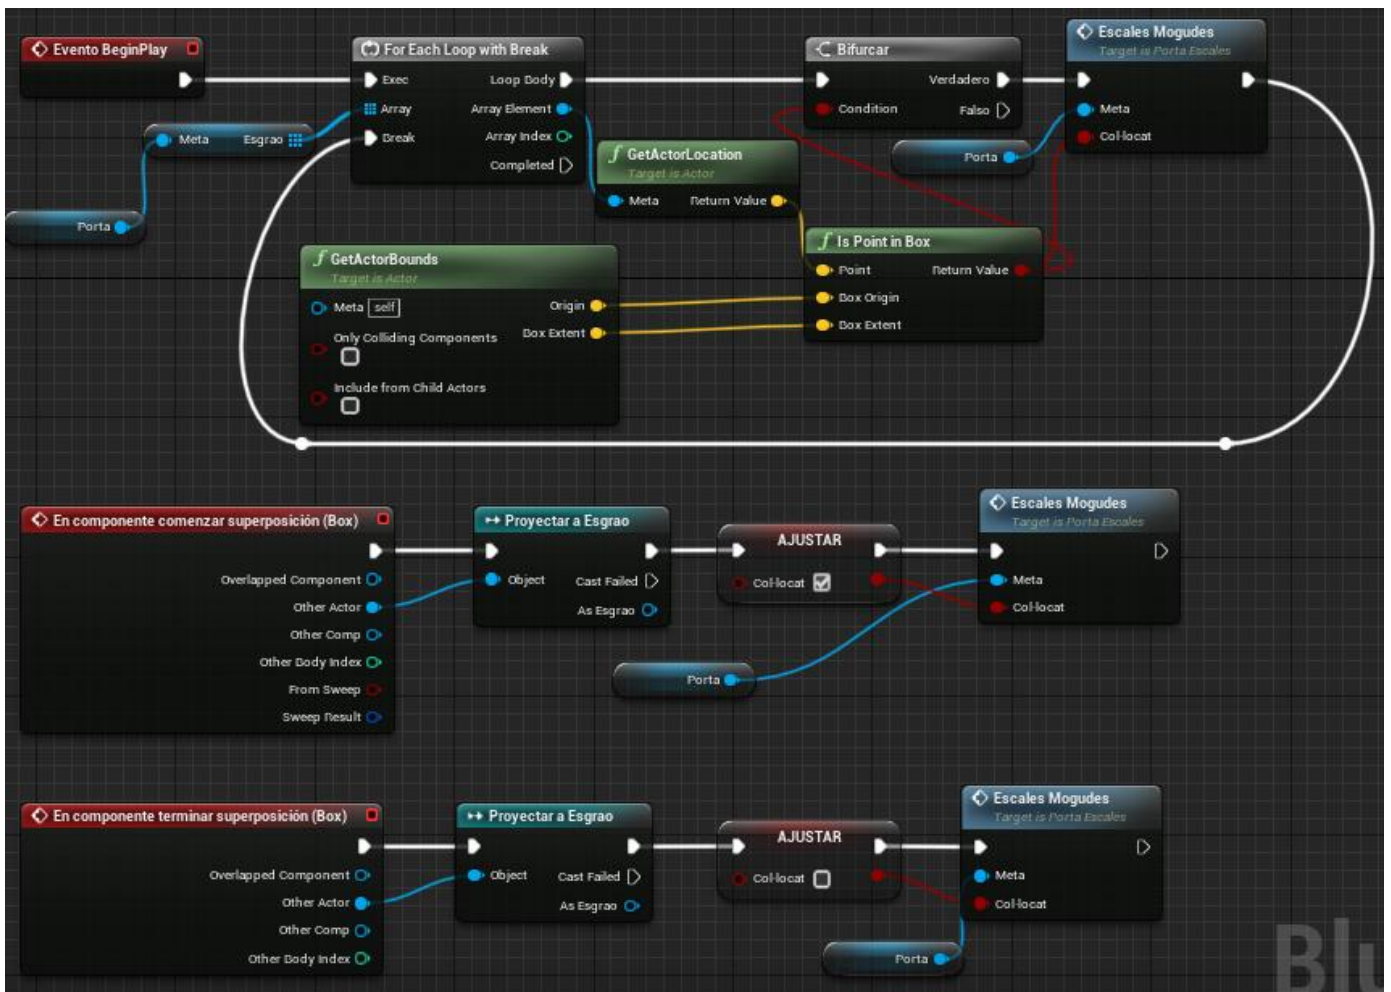 Evento BeginPlay
For Each Loop with Break
Exec
Loop Body
Array
Array Element
Break
Array Index
Completed
Meta
Esgrao
Porta
Bifurcar
Verdadero
Condition
Falso
Escales Mogudes
Target is Porta Escales
Meta
Col·locat
Porta
GetActorLocation
Target is Actor
Meta
Return Value
GetActorBounds
Target is Actor
Meta
self
Origin
Only Colliding Components
Box Extent
Include from Child Actors
Is Point in Box
Point
Return Value
Box Origin
Box Extent
En componente comenzar superposición (Box)
Overlapped Component
Other Actor
Other Comp
Other Body Index
From Sweep
Sweep Result
Proyectar a Esgrao
Object
Cast Failed
As Esgrao
AJUSTAR
Col·locat
Porta
Escales Mogudes
Target is Porta Escales
Meta
Col·locat
En componente terminar superposición (Box)
Overlapped Component
Other Actor
Other Comp
Other Body Index
Proyectar a Esgrao
Object
Cast Failed
As Esgrao
AJUSTAR
Col·locat
Porta
Escales Mogudes
Target is Porta Escales
Meta
Col·locat